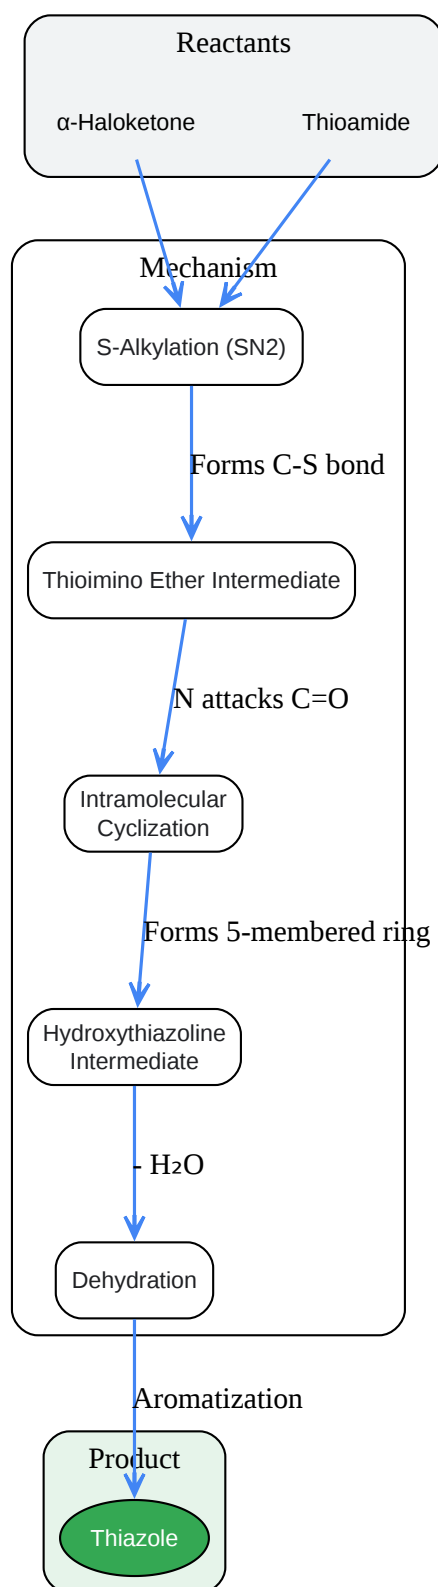 Reactants
α-Haloketone
Thioamide
Mechanism
S-Alkylation (SN2)
Forms C-S bond
Thioimino Ether Intermediate
N attacks C=O
Intramolecular
Cyclization
Forms 5-membered ring
Hydroxythiazoline
Intermediate
- H₂O
Dehydration
Aromatization
Product
Thiazole